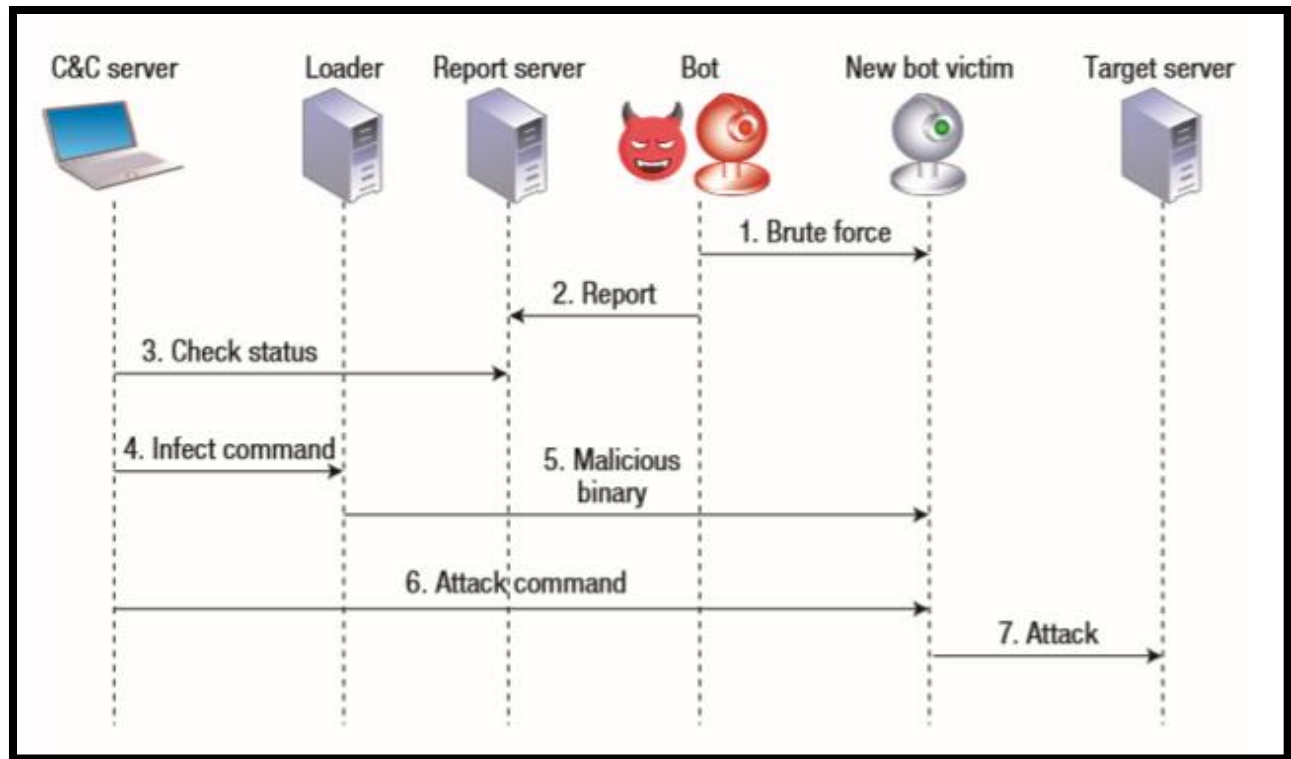 C&C server
Loader
Report server
Bot
New bot victim
Target server
1. Brute force
2. Report
3. Check status
4. Infect command
5. Malicious
binary
6. Attack command
7. Attack